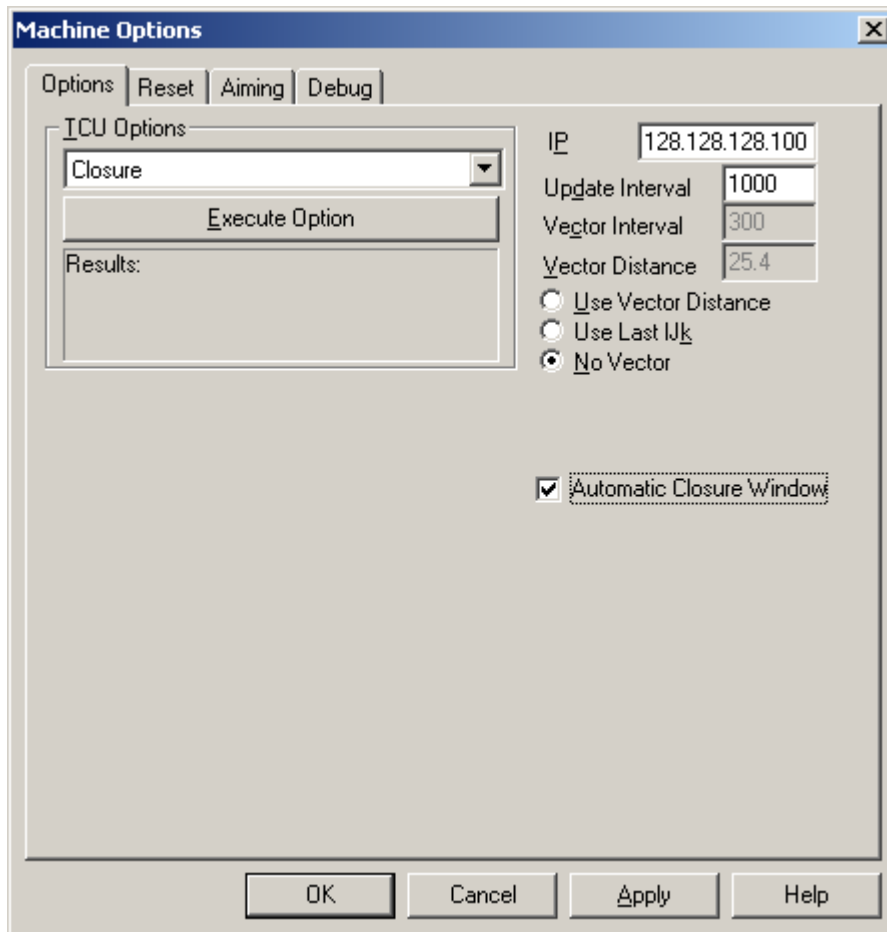 Machine Options
Options Reset Aiming Debug
TCU Options
Closure
Execute Option
Results:
IP 128.128.128.100
Update Interval 1000
Vector Interval 300
Vector Distance 25.4
Use Vector Distance
Use Last IJk
No Vector
Automatic Closure Window
OK Cancel Apply Help